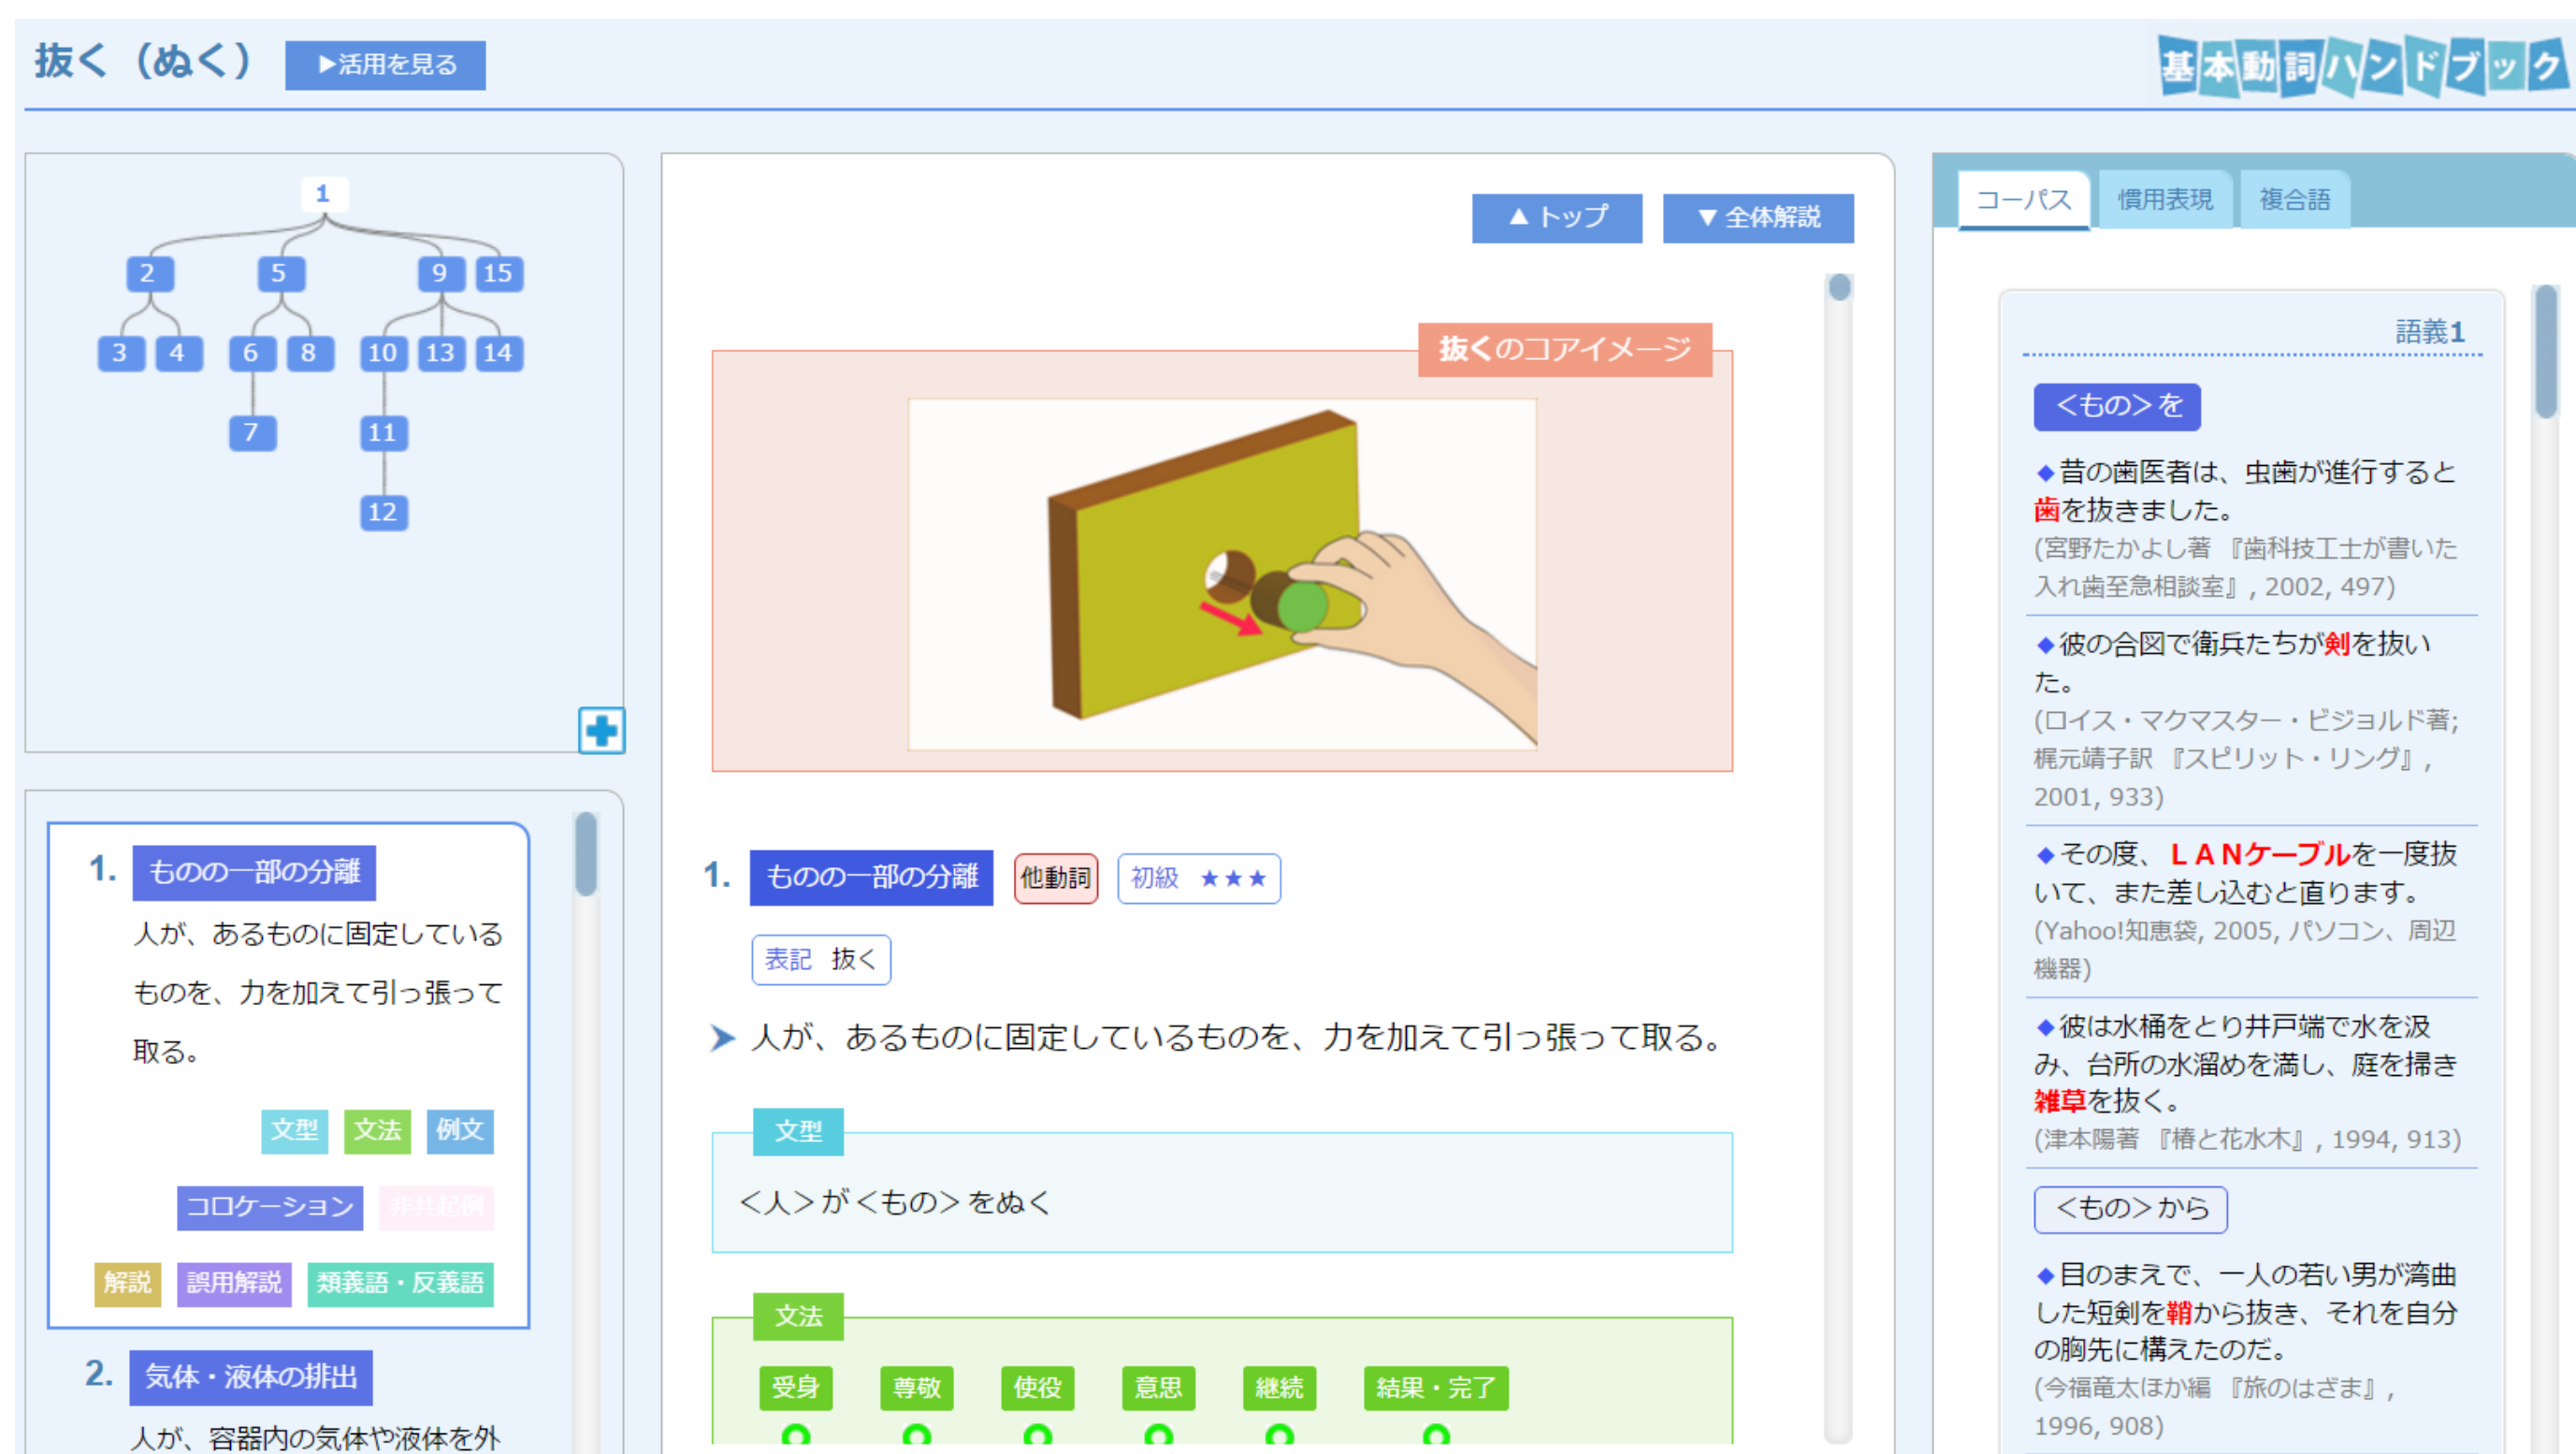 抜く（ぬく）
▶活用を見る
基本動詞ハンドブック
1
2
5
9
15
3
4
6
8
10
13
14
7
11
12
1.
ものの一部の分離
人が、あるものに固定している
ものを、力を加えて引っ張って
取る。
文型
文法
例文
コロケーション
非共起例
解説
誤用解説
類義語・反義語
2.
気体・液体の排出
人が、容器内の気体や液体を外
▲トップ
▼全体解説
抜くのコアイメージ
1.
ものの一部の分離
他動詞
初級 ★★★
表記 抜く
➤ 人が、あるものに固定しているものを、力を加えて引っ張って取る。
文型
＜人＞が＜もの＞をぬく
文法
受身
尊敬
使役
意思
継続
結果・完了
コーパス
慣用表現
複合語
語義1
＜もの＞を
◆昔の歯医者は、虫歯が進行すると
歯を抜きました。
(宮野たかよし著 『歯科技工士が書いた
入れ歯至急相談室』, 2002, 497)
◆彼の合図で衛兵たちが剣を抜い
た。
(ロイス・マクマスター・ビジョルド著;
梶元靖子訳 『スピリット・リング』,
2001, 933)
◆その度、ＬＡＮケーブルを一度抜
いて、また差し込むと直ります。
(Yahoo!知恵袋, 2005, パソコン、周辺
機器)
◆彼は水桶をとり井戸端で水を汲
み、台所の水溜めを満し、庭を掃き
雑草を抜く。
(津本陽著 『椿と花水木』, 1994, 913)
＜もの＞から
◆目のまえで、一人の若い男が湾曲
した短剣を鞘から抜き、それを自分
の胸先に構えたのだ。
(今福竜太ほか編 『旅のはざま』,
1996, 908)